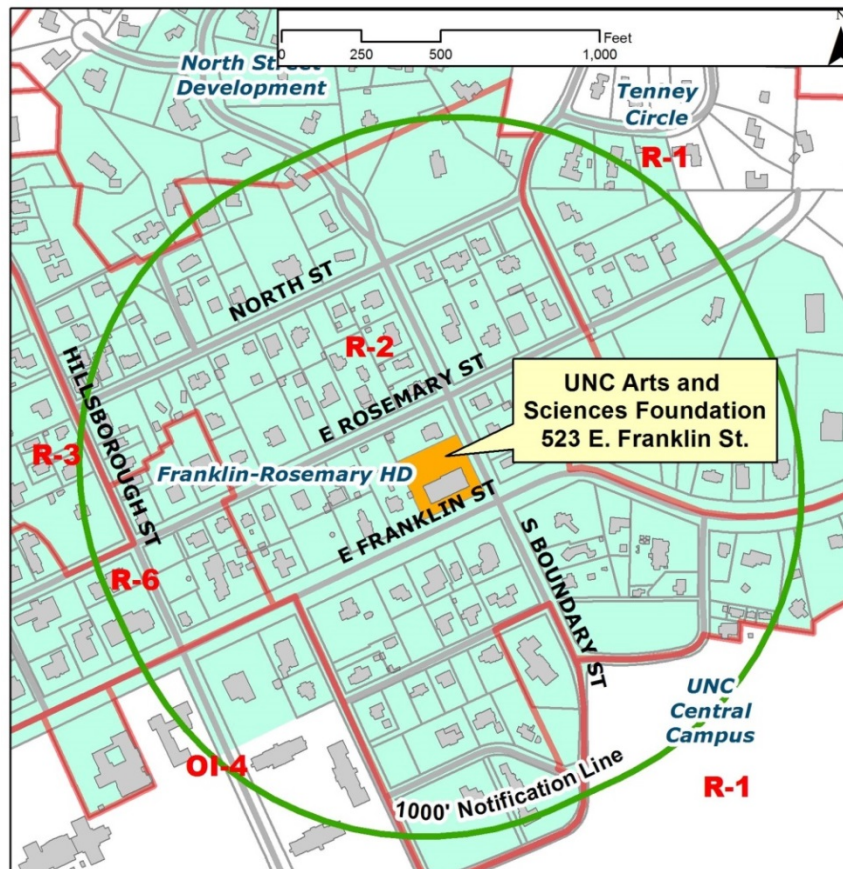 N
0 250 500 1,000
Feet
North Street
Development
Tenney
Circle
R-1
NORTH ST
R-2
HILLSBOROUGH ST
E ROSEMARY ST
UNC Arts and
Sciences Foundation
523 E. Franklin St.
R-3
Franklin-Rosemary HD
E FRANKLIN ST
S BOUNDARY ST
R-6
UNC
Central
Campus
OI-4
R-1
1000' Notification Line